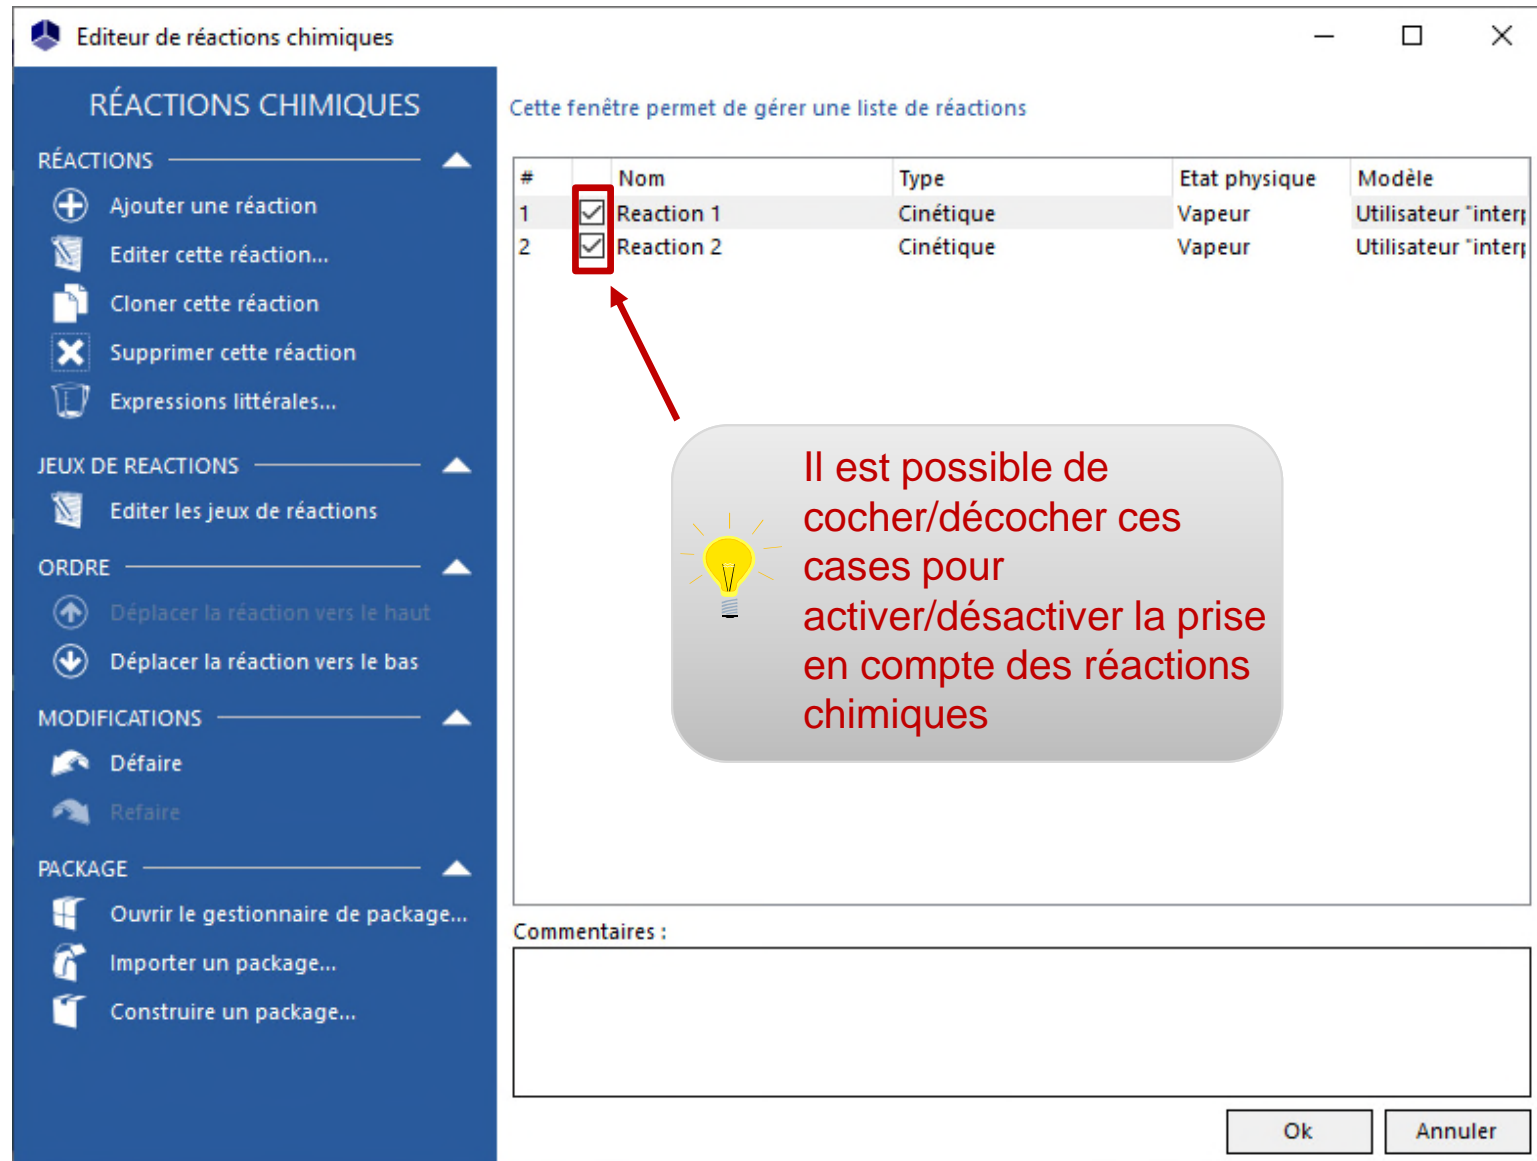 Editeur de réactions chimiques
RÉACTIONS CHIMIQUES
RÉACTIONS
Ajouter une réaction
Editer cette réaction...
Cloner cette réaction
Supprimer cette réaction
Expressions littérales...
JEUX DE REACTIONS
Editer les jeux de réactions
ORDRE
Déplacer la réaction vers le haut
Déplacer la réaction vers le bas
MODIFICATIONS
Défaire
Refaire
PACKAGE
Ouvrir le gestionnaire de package...
Importer un package...
Construire un package...
Cette fenêtre permet de gérer une liste de réactions
# Nom Type Etat physique Modèle
1 Reaction 1 Cinétique Vapeur Utilisateur "interp
2 Reaction 2 Cinétique Vapeur Utilisateur "interp
Il est possible de
cocher/décocher ces
cases pour
activer/désactiver la prise
en compte des réactions
chimiques
Commentaires :
Ok Annuler